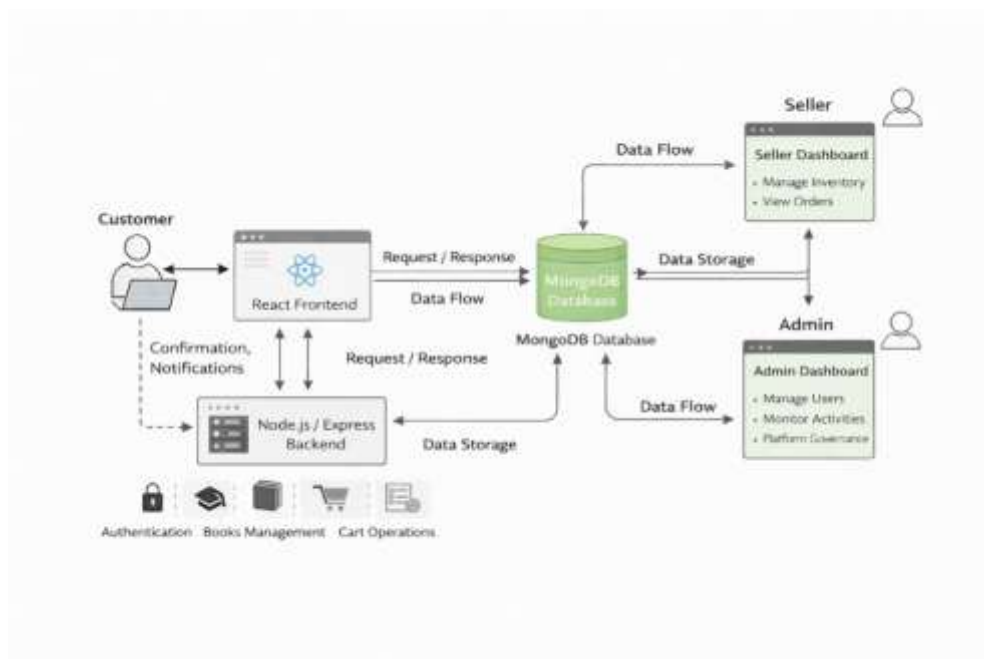 Seller
Data Flow
Seller Dashboard
• Manage Inventory
• View Orders
Customer
Request / Response
Data Flow
React Frontend
MongoDB
Database
Data Storage
MongoDB Database
Confirmation,
Notifications
Request / Response
Admin
Admin Dashboard
• Manage Users
• Monitor Activities
• Platform Governance
Data Flow
Node.js / Express
Backend
Data Storage
Authentication
Books Management
Cart Operations